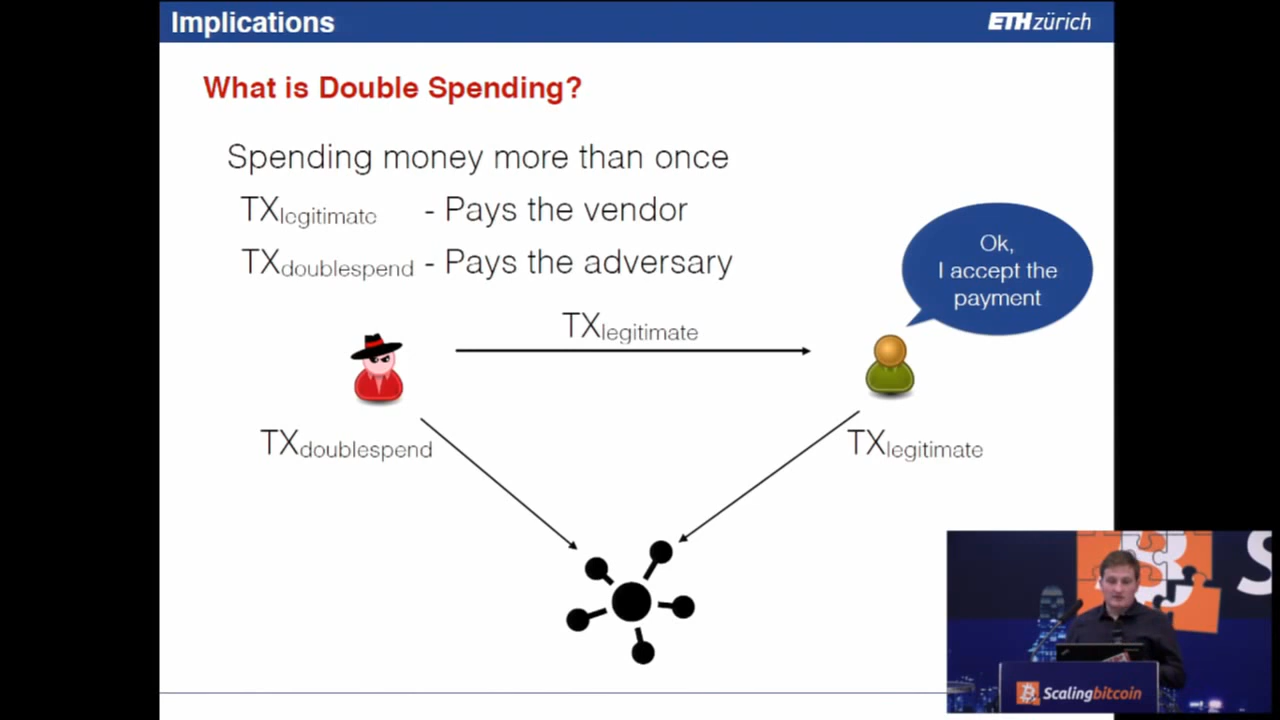 Implications
ETH zürich
What is Double Spending?
Spending money more than once
TXlegitimate - Pays the vendor
TXdoublespend - Pays the adversary
Ok,
I accept the
payment
TXlegitimate
TXdoublespend
TXlegitimate
Scalingbitcoin